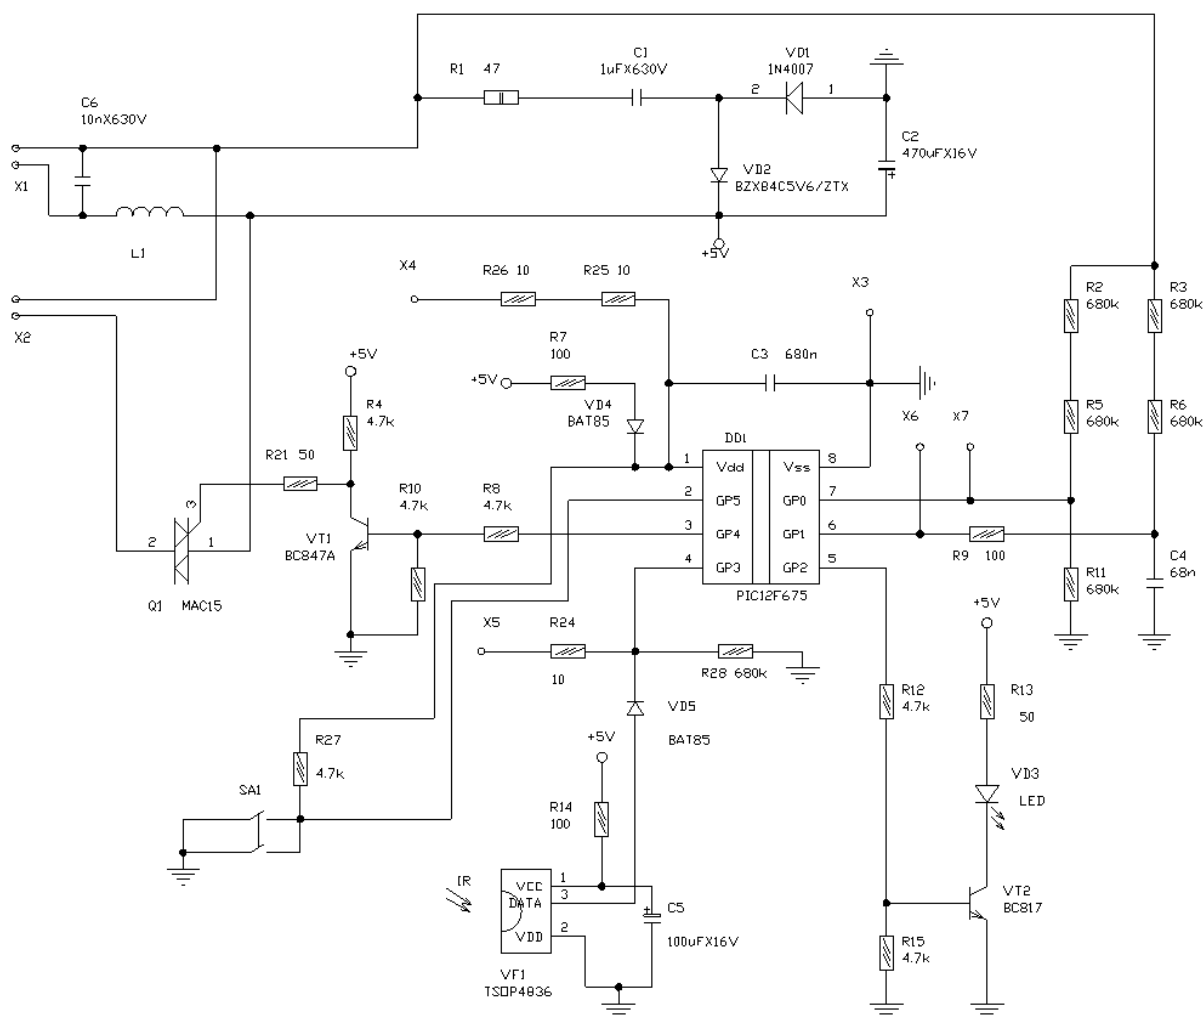 C1
1uFX630V
VD1
1N4007
R1 47
2
1
C6
10nX630V
C2
470uFX16V
+
X1
VD2
BZX84C5V6/ZTX
L1
+5V
X4
R26 10
R25 10
X3
R2
680k
R3
680k
X2
R7
100
C3 680n
+5V
+5V
R4
4.7k
VD4
BAT85
X6
X7
R5
680k
R6
680k
DD1
R21 50
1
Vdd
Vss
8
R10
4.7k
R8
4.7k
2
GP5
GP0
7
3
VT1
BC847A
3
GP4
GP1
6
2
1
R9 100
C4
68n
4
GP3
GP2
5
R11
680k
PIC12F675
Q1 MAC15
+5V
X5
R24
10
R28 680k
R12
4.7k
R13
50
VD5
BAT85
R27
4.7k
+5V
VD3
LED
SA1
R14
100
IR
VCC
1
DATA
3
VDD
2
+
C5
100uFX16V
VT2
BC817
R15
4.7k
VF1
TSOP4836